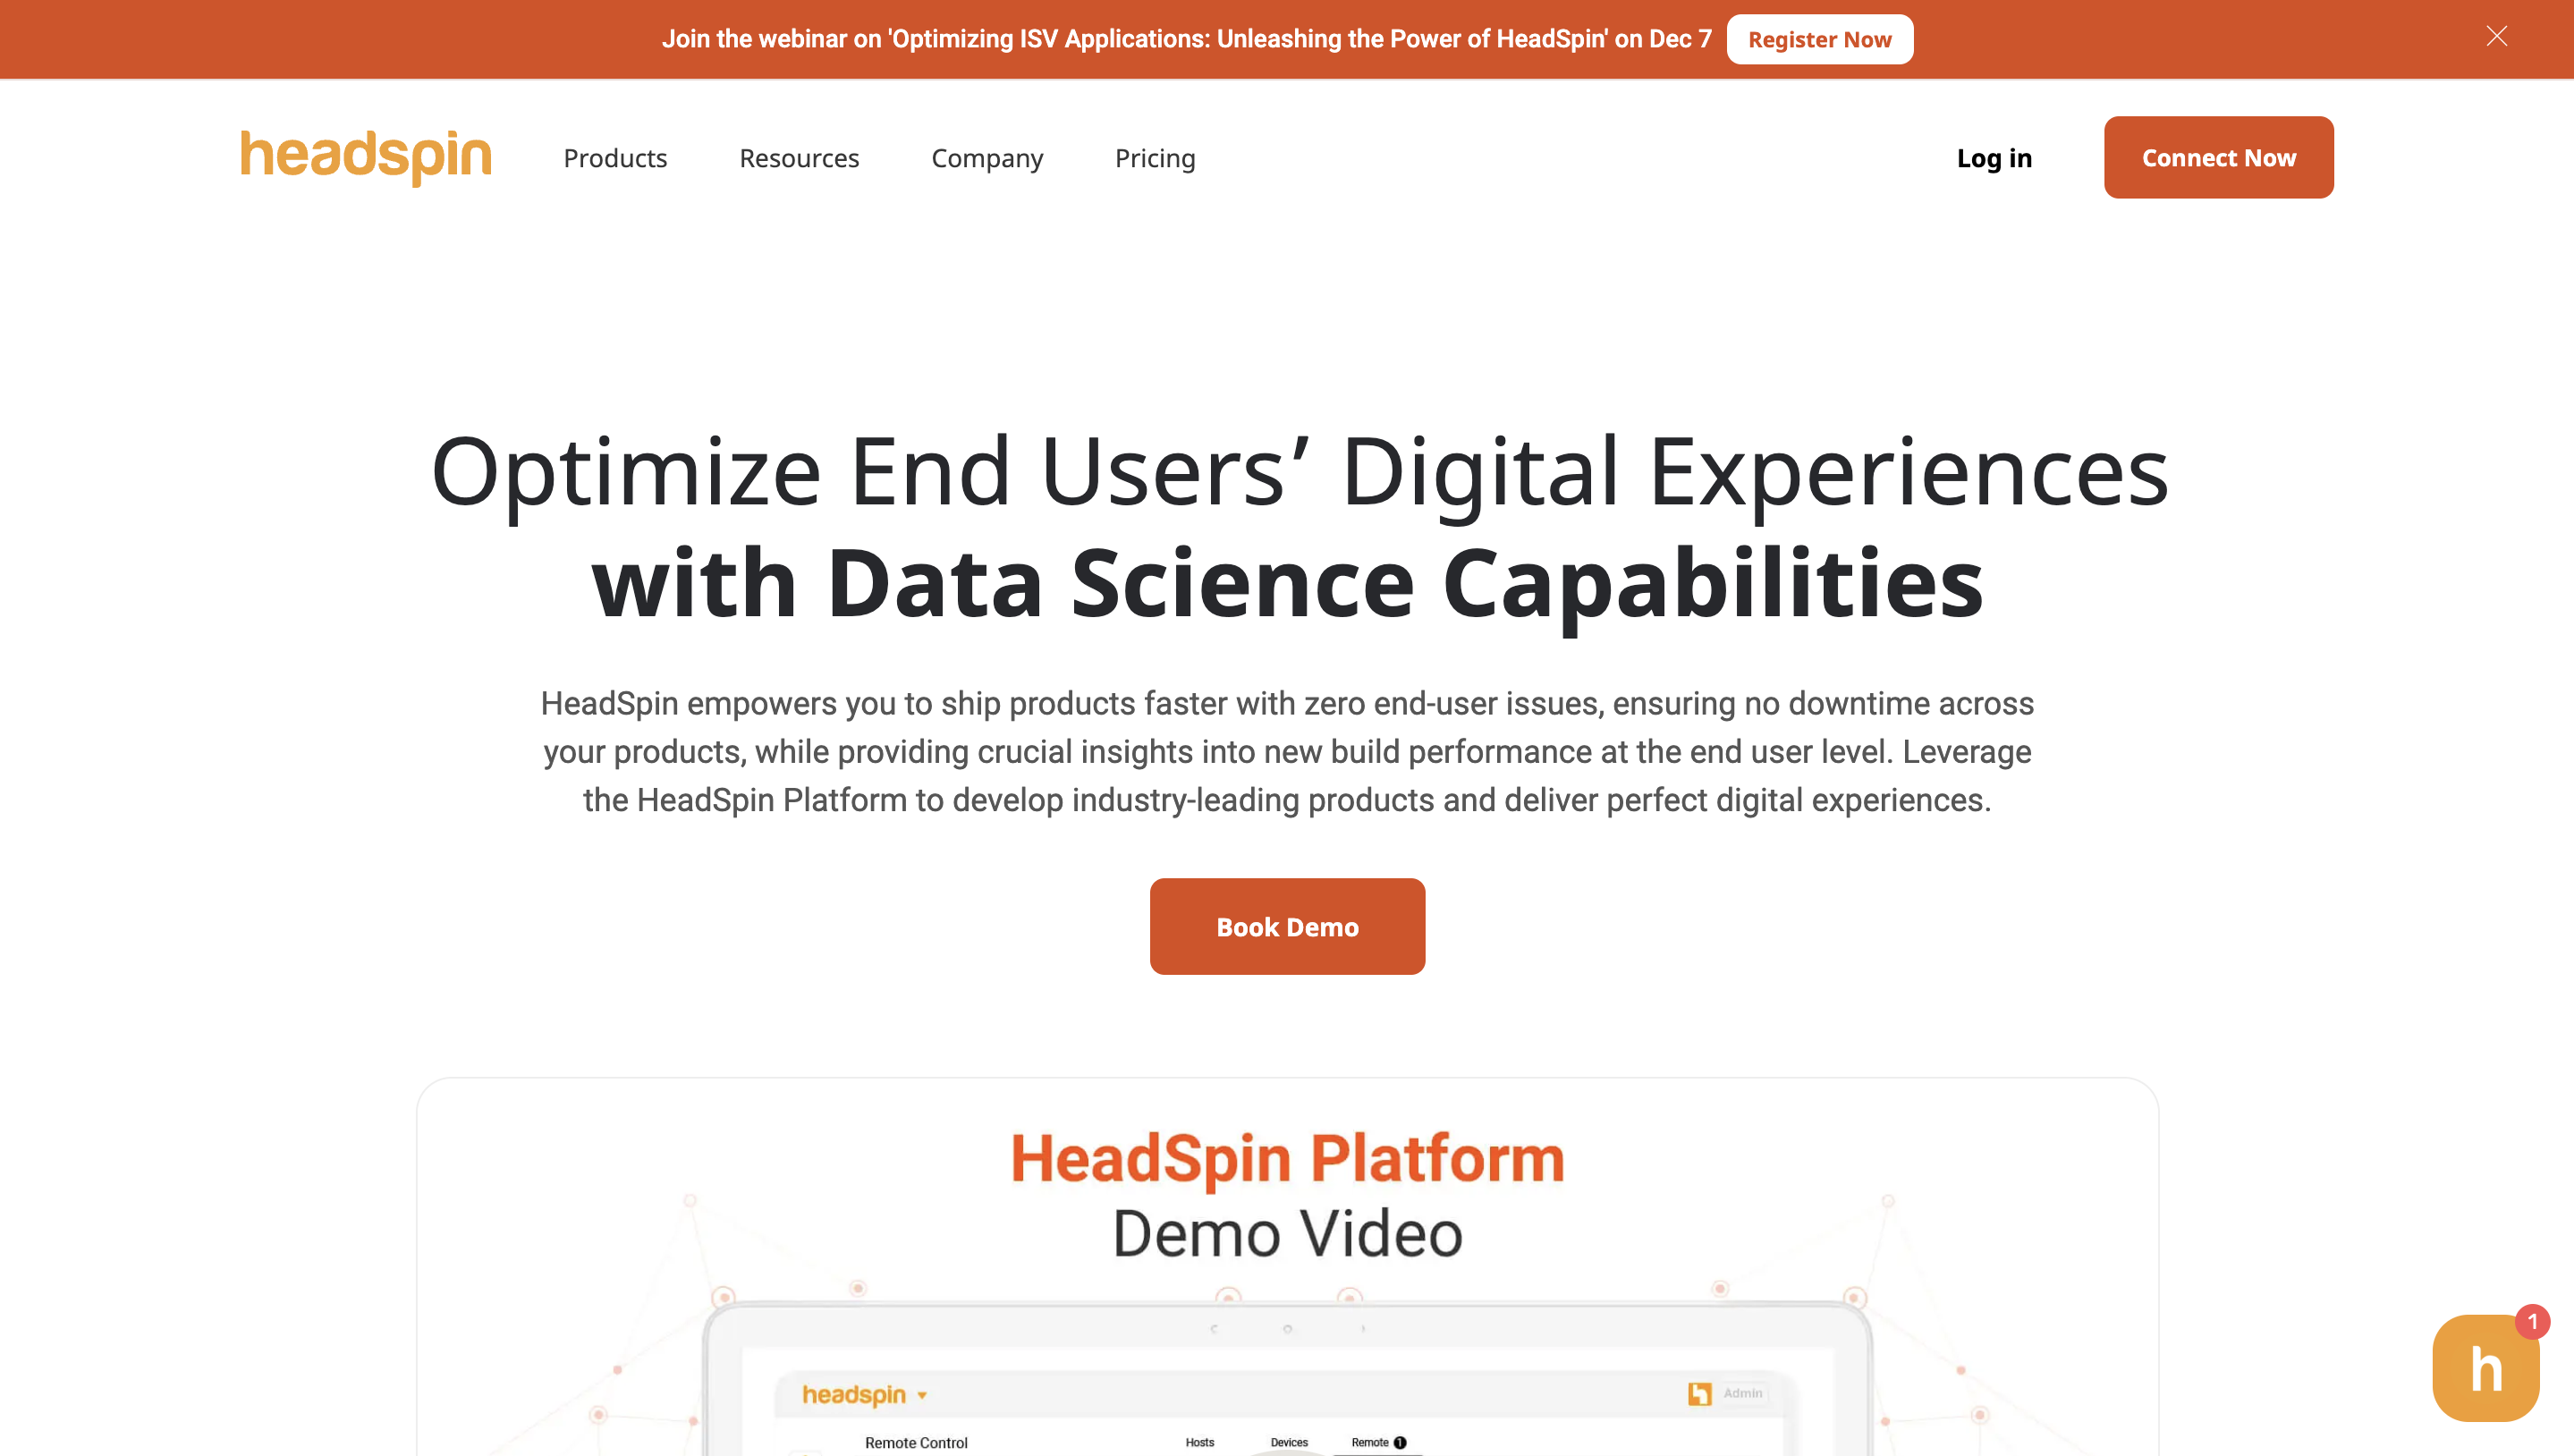 Join the webinar on 'Optimizing ISV Applications: Unleashing the Power of HeadSpin' on Dec 7
Register Now
headspin
Products
Resources
Company
Pricing
Log in
Connect Now
Optimize End Users’ Digital Experiences
with Data Science Capabilities
HeadSpin empowers you to ship products faster with zero end-user issues, ensuring no downtime across
your products, while providing crucial insights into new build performance at the end user level. Leverage
the HeadSpin Platform to develop industry-leading products and deliver perfect digital experiences.
Book Demo
HeadSpin Platform
Demo Video
headspin
Admin
Remote Control
Hosts
Devices
Remote 1
1
h